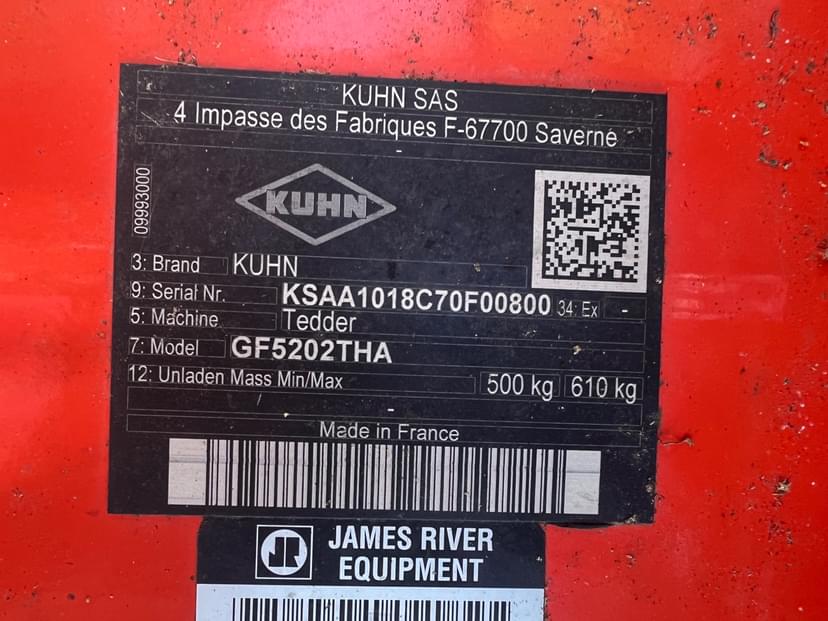 KUHN SAS
4 Impasse des Fabriques F-67700 Saverne
-
09993000
KUHN
3: Brand KUHN
9: Serial Nr. KSAA1018C70F00800 34: Ex -
5: Machine Tedder
7: Model GF5202THA
12: Unladen Mass Min/Max 500 kg 610 kg
-
Made in France
JR JAMES RIVER
EQUIPMENT